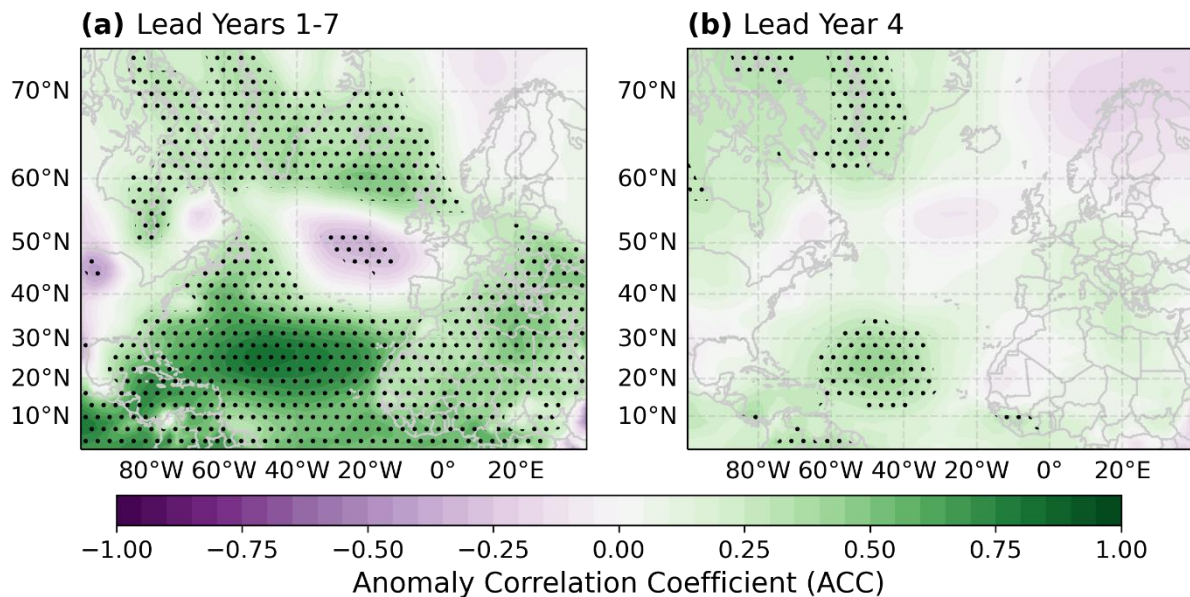 (a) Lead Years 1-7
(b) Lead Year 4
70°N
60°N
50°N
40°N
30°N
20°N
10°N
70°N
60°N
50°N
40°N
30°N
20°N
10°N
80°W 60°W 40°W 20°W 0° 20°E
80°W 60°W 40°W 20°W 0° 20°E
−1.00 −0.75 −0.50 −0.25 0.00 0.25 0.50 0.75 1.00
Anomaly Correlation Coefficient (ACC)